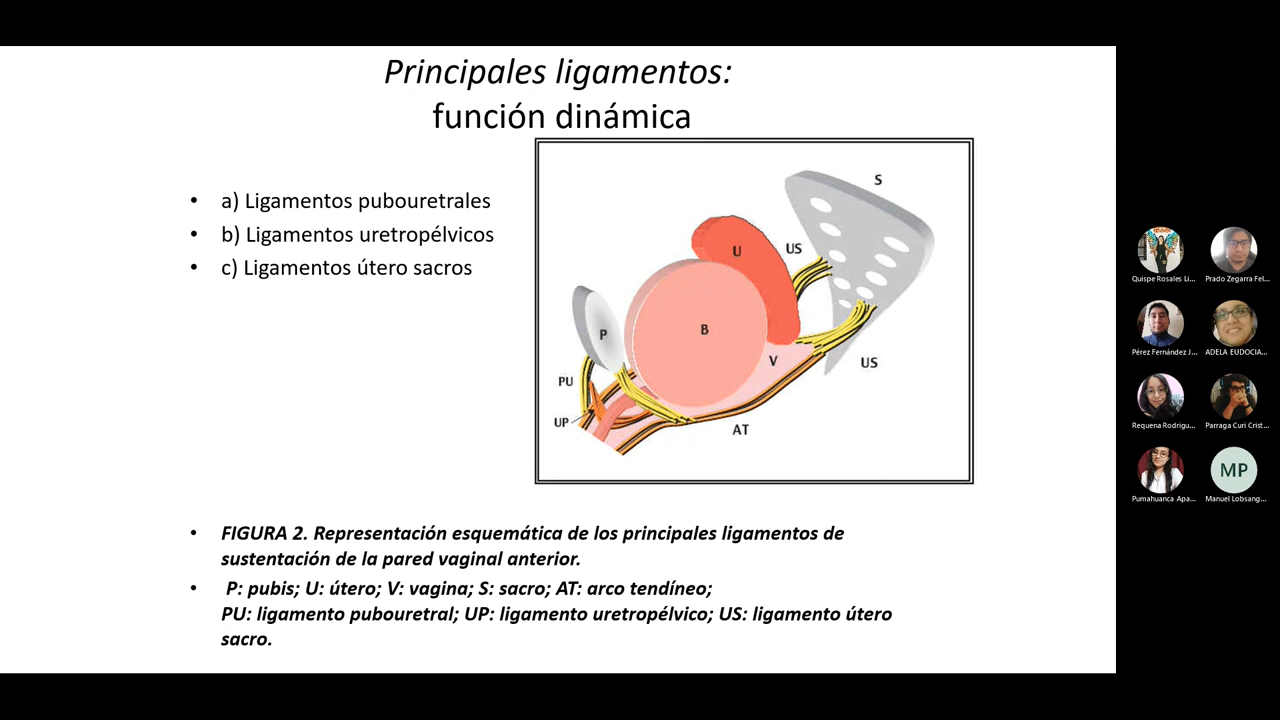 Principales ligamentos:
función dinámica
• a) Ligamentos pubouretrales
• b) Ligamentos uretropélvicos
• c) Ligamentos útero sacros
S
U
US
P
B
V
US
PU
UP
AT
• FIGURA 2. Representación esquemática de los principales ligamentos de
sustentación de la pared vaginal anterior.
• P: pubis; U: útero; V: vagina; S: sacro; AT: arco tendíneo;
PU: ligamento pubouretral; UP: ligamento uretropélvico; US: ligamento útero
sacro.
Quispe Rosales Li...
Prado Zegarra Fel...
Pérez Fernández J...
ADELA EUDOCIA...
Requena Rodrigu...
Parraga Curi Crist...
Pumahuanca Apa...
MP
Manuel Lobsang...